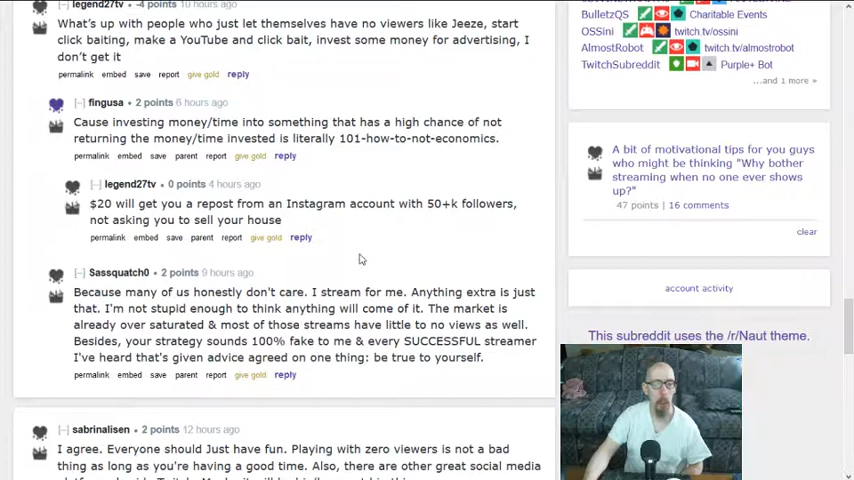 legend27tv • -4 points 10 hours ago
What's up with people who just let themselves have no viewers like Jeeze, start
click baiting, make a YouTube and click bait, invest some money for advertising, I
don't get it
permalink embed save report give gold reply
[–] fingusa • 2 points 6 hours ago
Cause investing money/time into something that has a high chance of not
returning the money/time invested is literally 101-how-to-not-economics.
permalink embed save parent report give gold reply
[–] legend27tv • 0 points 4 hours ago
$20 will get you a repost from an Instagram account with 50+k followers,
not asking you to sell your house
permalink embed save parent report give gold reply
[–] Sassquatch0 • 2 points 9 hours ago
Because many of us honestly don't care. I stream for me. Anything extra is just
that. I'm not stupid enough to think anything will come of it. The market is
already over saturated & most of those streams have little to no views as well.
Besides, your strategy sounds 100% fake to me & every SUCCESSFUL streamer
I've heard that's given advice agreed on one thing: be true to yourself.
permalink embed save parent report give gold reply
[–] sabrinalisen • 2 points 12 hours ago
I agree. Everyone should Just have fun. Playing with zero viewers is not a bad
thing as long as you're having a good time. Also, there are other great social media
BulletzQS Charitable Events
OSSini twitch.tv/ossini
AlmostRobot twitch.tv/almostrobot
TwitchSubreddit Purple+ Bot
...and 1 more »
A bit of motivational tips for you guys
who might be thinking "Why bother
streaming when no one ever shows
up?"
47 points | 16 comments
clear
account activity
This subreddit uses the /r/Naut theme.